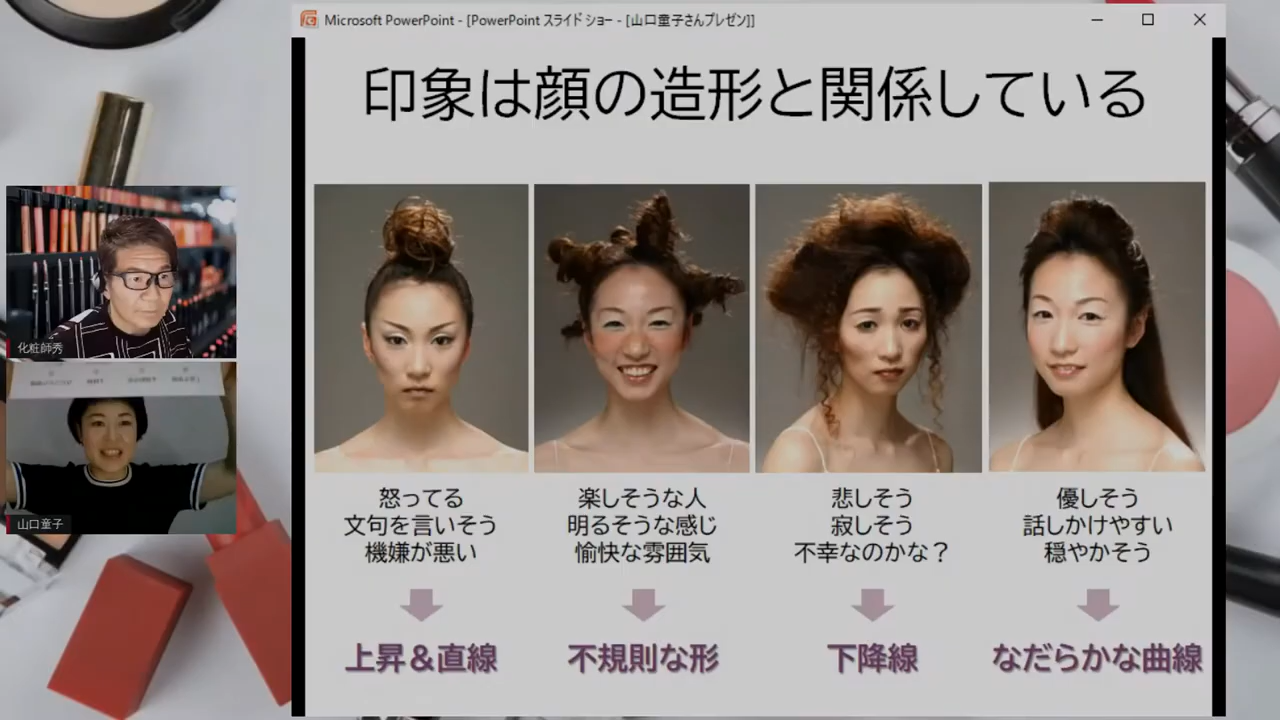 Microsoft PowerPoint - [PowerPoint スライド ショー - [山口童子さんプレゼン]]
印象は顔の造形と関係している
化粧師秀
山口童子
怒ってる
文句を言いそう
機嫌が悪い
楽しそうな人
明るそうな感じ
愉快な雰囲気
悲しそう
寂しそう
不幸なのかな？
優しそう
話しかけやすい
穏やかそう
上昇＆直線
不規則な形
下降線
なだらかな曲線